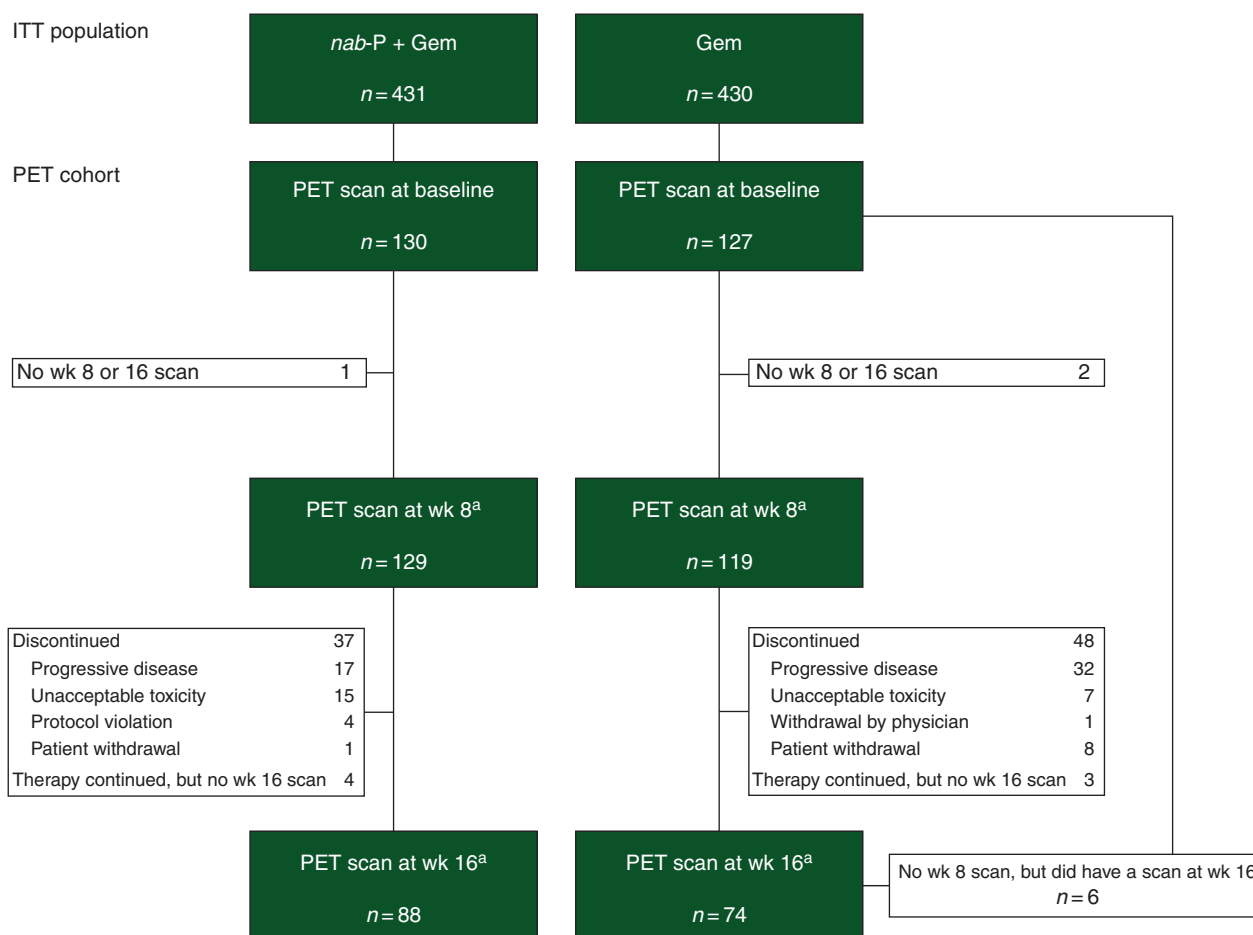 ITT population
nab-P + Gem
n = 431
Gem
n = 430
PET cohort
PET scan at baseline
n = 130
PET scan at baseline
n = 127
No wk 8 or 16 scan 1
No wk 8 or 16 scan 2
PET scan at wk 8a
n = 129
PET scan at wk 8a
n = 119
Discontinued 37
Progressive disease 17
Unacceptable toxicity 15
Protocol violation 4
Patient withdrawal 1
Therapy continued, but no wk 16 scan 4
Discontinued 48
Progressive disease 32
Unacceptable toxicity 7
Withdrawal by physician 1
Patient withdrawal 8
Therapy continued, but no wk 16 scan 3
PET scan at wk 16a
n = 88
PET scan at wk 16a
n = 74
No wk 8 scan, but did have a scan at wk 16
n = 6